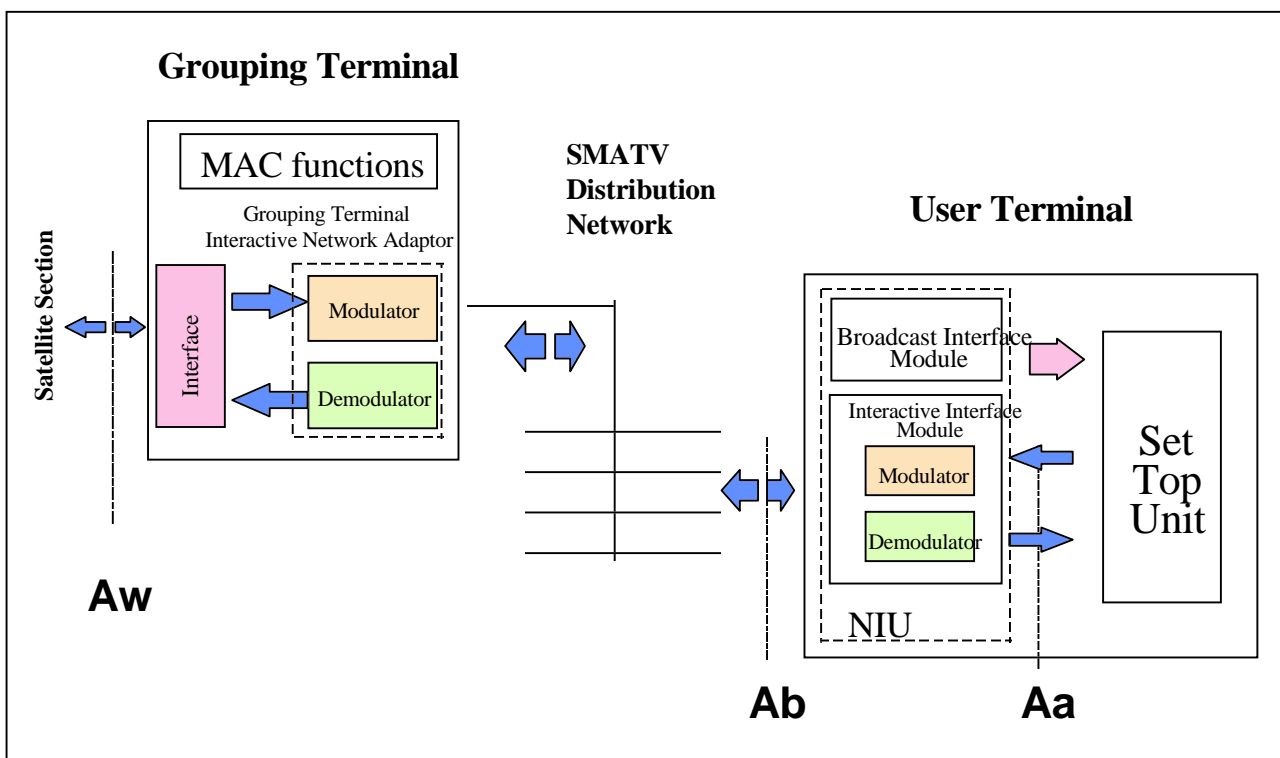 Grouping Terminal
MAC functions
Grouping Terminal
Interactive Network Adaptor
Satellite Section
Interface
Modulator
Demodulator
Aw
SMATV
Distribution
Network
User Terminal
Broadcast Interface
Module
Interactive Interface
Module
Modulator
Demodulator
NIU
Set
Top
Unit
Ab
Aa